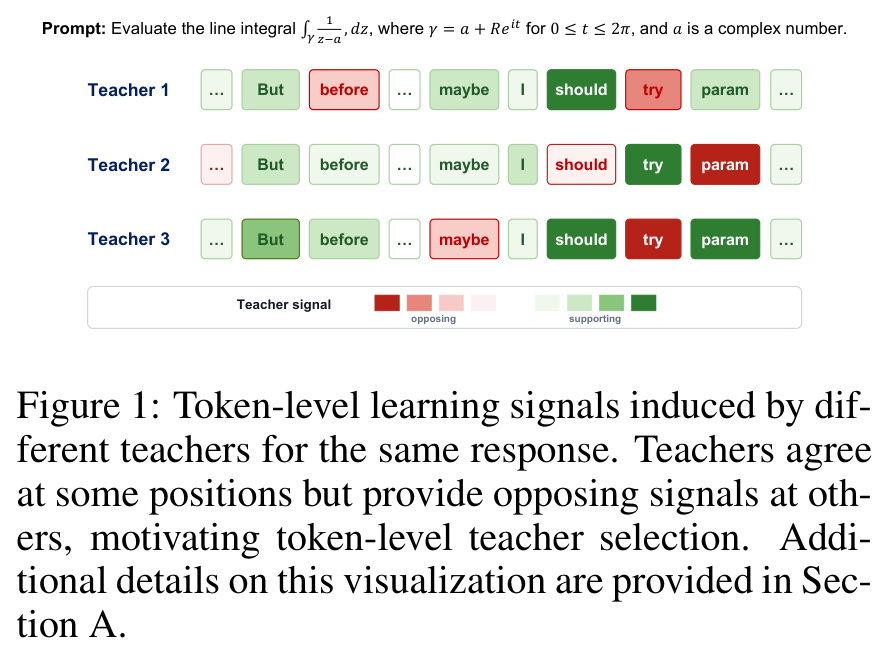 Prompt: Evaluate the line integral ∫_γ 1/(z−a), dz, where γ = a + Re^{it} for 0 ≤ t ≤ 2π, and a is a complex number.
Teacher 1 ... But before ... maybe I should try param ...
Teacher 2 ... But before ... maybe I should try param ...
Teacher 3 ... But before ... maybe I should try param ...
Teacher signal
opposing supporting
Figure 1: Token-level learning signals induced by dif-
ferent teachers for the same response. Teachers agree
at some positions but provide opposing signals at oth-
ers, motivating token-level teacher selection. Addi-
tional details on this visualization are provided in Sec-
tion A.